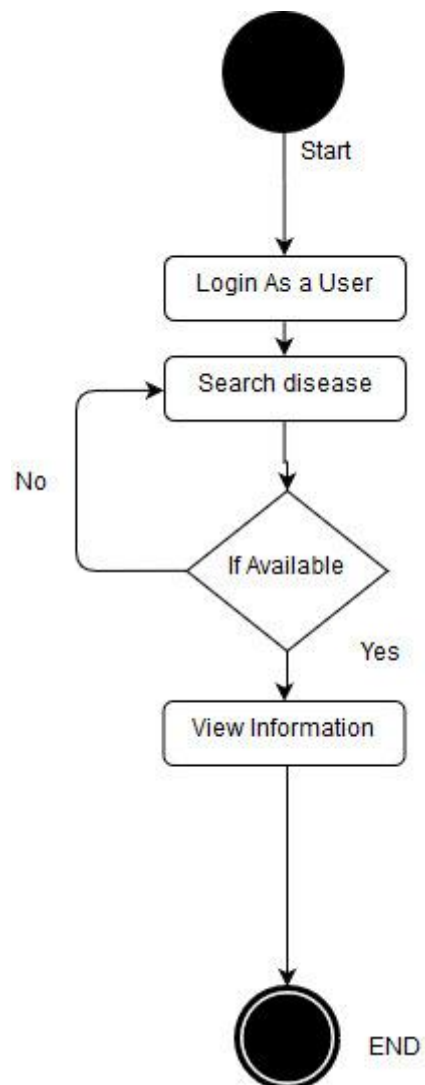 Start
Login As a User
Search disease
No
If Available
Yes
View Information
END